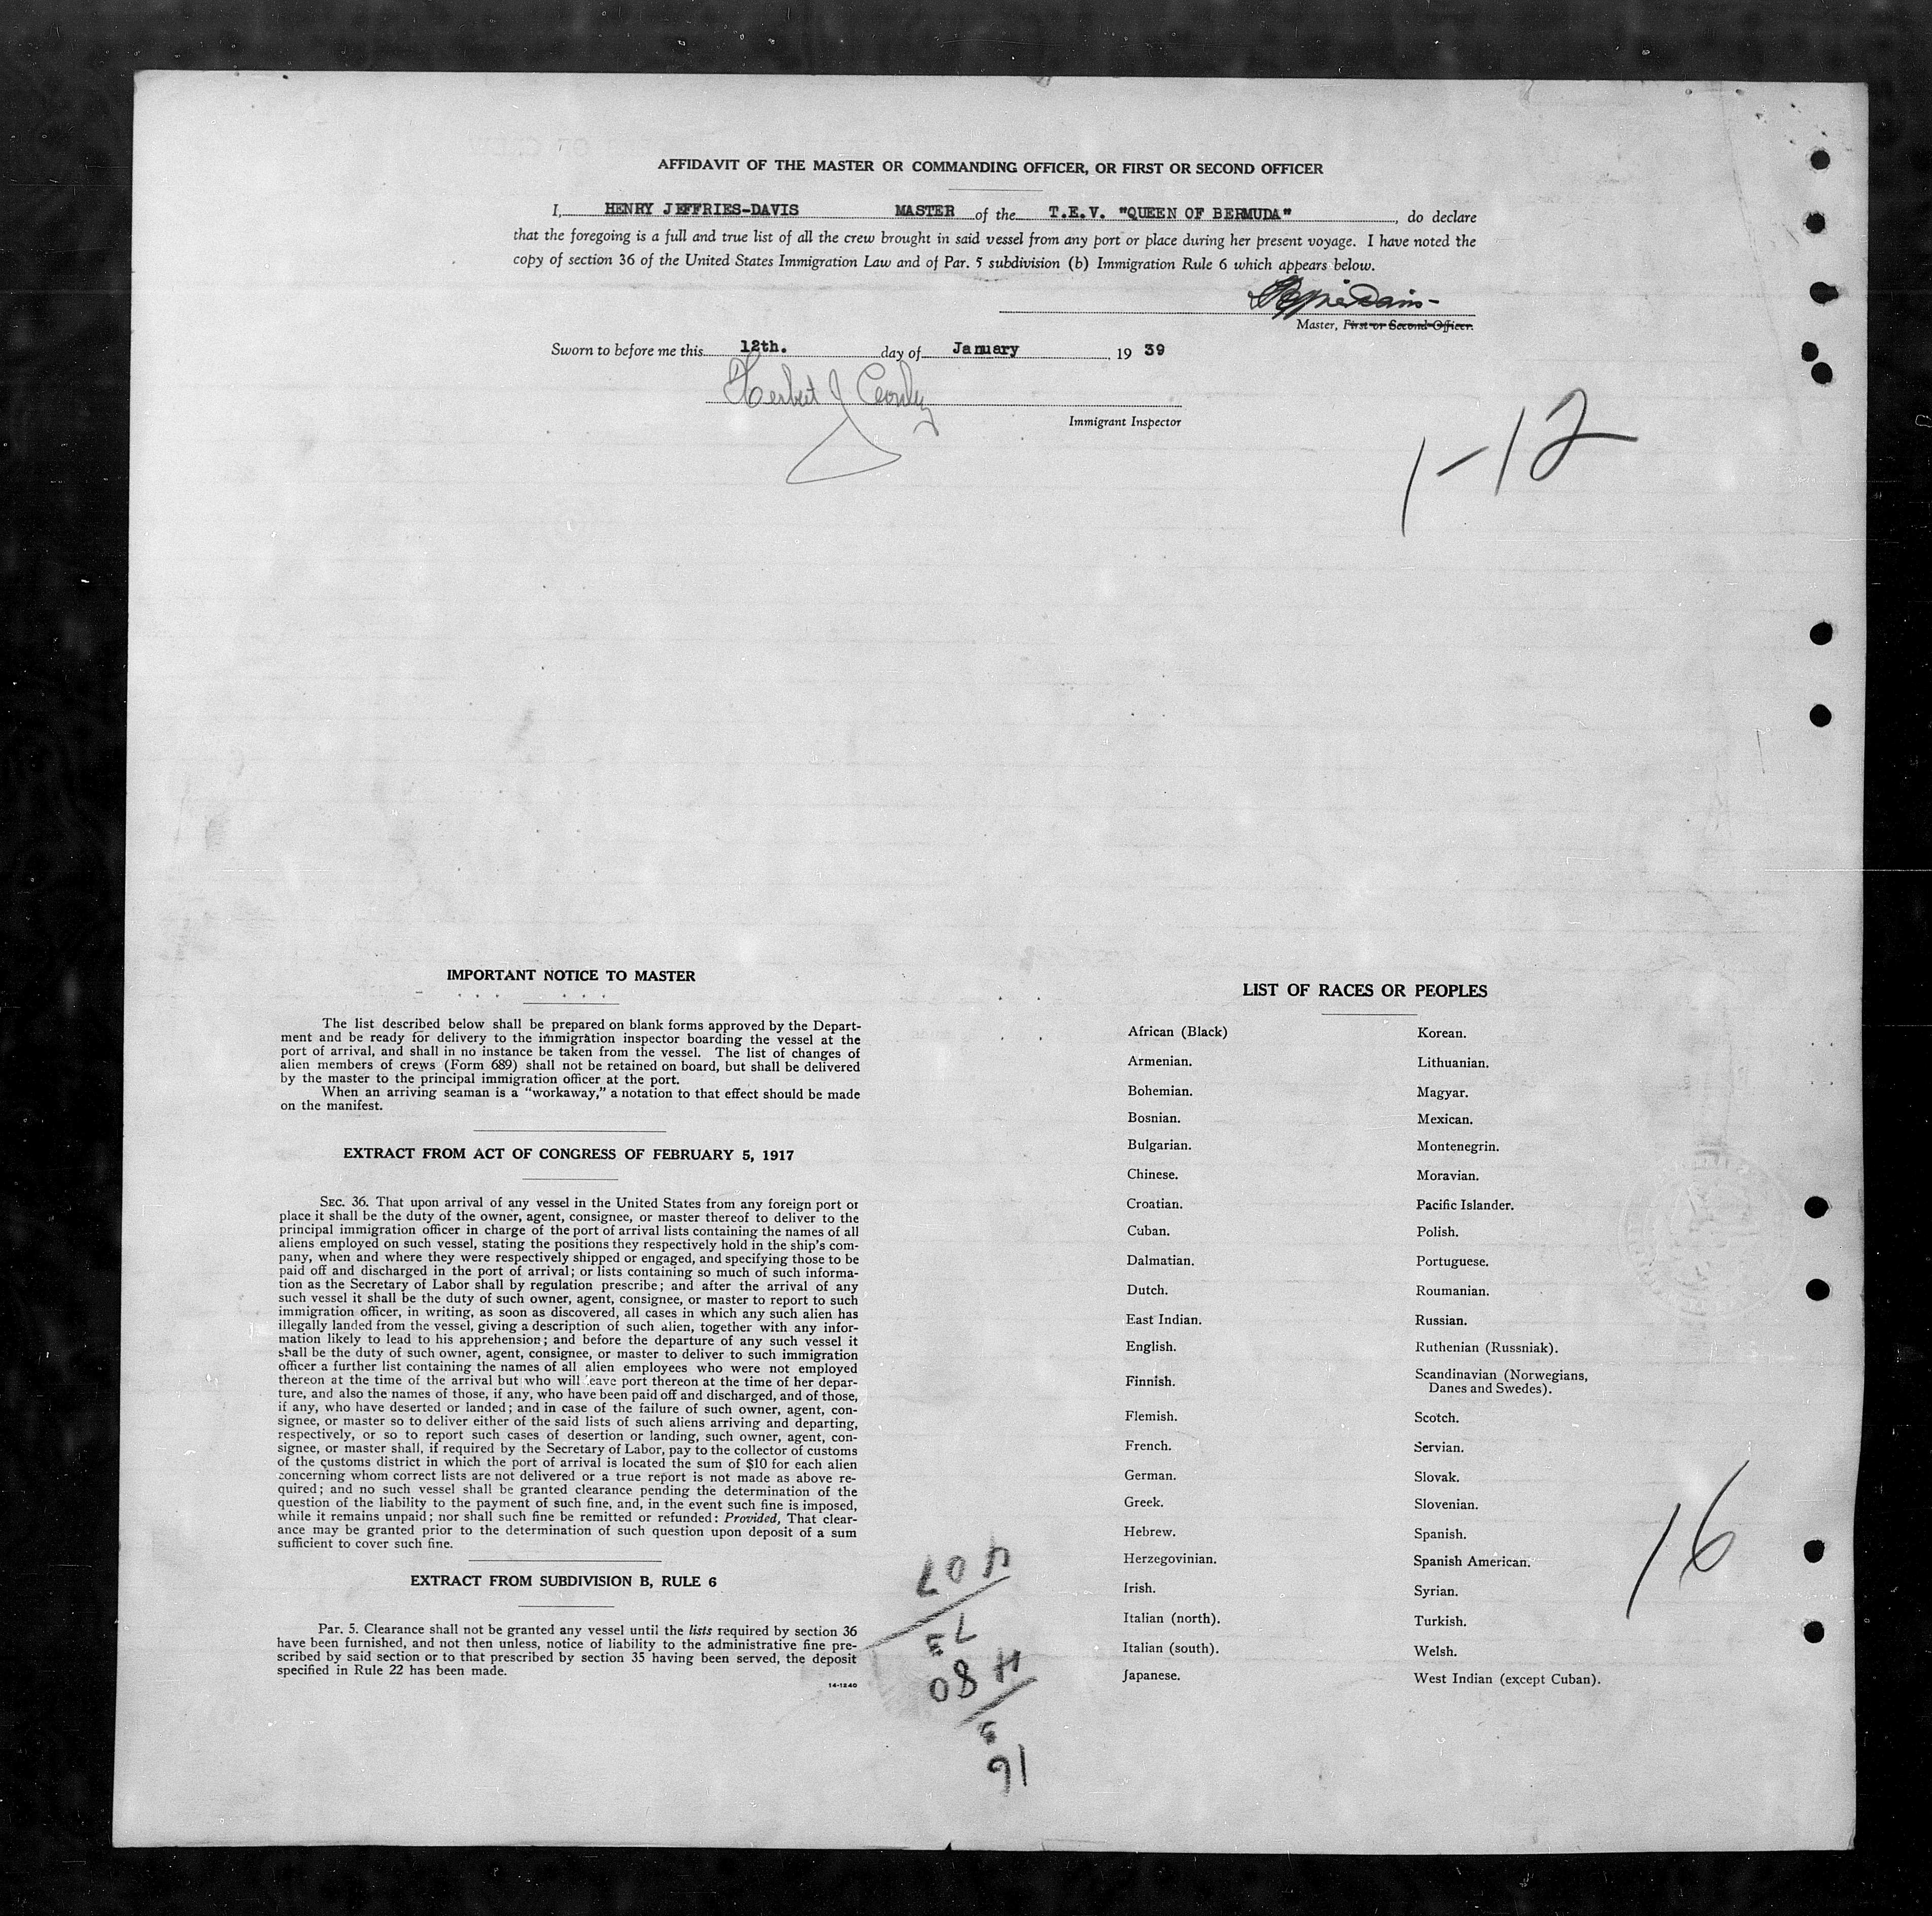 AFFIDAVIT OF THE MASTER OR COMMANDING OFFICER, OR FIRST OR SECOND OFFICER
I, HENRY JEFFRIES-DAVIS MASTER of the T.E.V. "QUEEN OF BERMUDA", do declare
that the foregoing is a full and true list of all the crew brought in said vessel from any port or place during her present voyage. I have noted the
copy of section 36 of the United States Immigration Law and of Par. 5 subdivision (b) Immigration Rule 6 which appears below.
Master, First or Second Officer.
Sworn to before me this 12th. day of January, 19 39
Herbert J
Immigrant Inspector
1-12
IMPORTANT NOTICE TO MASTER
The list described below shall be prepared on blank forms approved by the Depart-
ment and be ready for delivery to the immigration inspector boarding the vessel at the
port of arrival, and shall in no instance be taken from the vessel. The list of changes of
alien members of crews (Form 689) shall not be retained on board, but shall be delivered
by the master to the principal immigration officer at the port.
When an arriving seaman is a "workaway," a notation to that effect should be made
on the manifest.
EXTRACT FROM ACT OF CONGRESS OF FEBRUARY 5, 1917
SEC. 36. That upon arrival of any vessel in the United States from any foreign port or
place it shall be the duty of the owner, agent, consignee, or master thereof to deliver to the
principal immigration officer in charge of the port of arrival lists containing the names of all
aliens employed on such vessel, stating the positions they respectively hold in the ship's com-
pany, when and where they were respectively shipped or engaged, and specifying those to be
paid off and discharged in the port of arrival; or lists containing so much of such informa-
tion as the Secretary of Labor shall by regulation prescribe; and after the arrival of any
such vessel it shall be the duty of such owner, agent, consignee, or master to report to such
immigration officer, in writing, as soon as discovered, all cases in which any such alien has
illegally landed from the vessel, giving a description of such alien, together with any infor-
mation likely to lead to his apprehension; and before the departure of any such vessel it
shall be the duty of such owner, agent, consignee, or master to deliver to such immigration
officer a further list containing the names of all alien employees who were not employed
thereon at the time of the arrival but who will leave port thereon at the time of her depar-
ture, and also the names of those, if any, who have been paid off and discharged, and of those,
if any, who have deserted or landed; and in case of the failure of such owner, agent, con-
signee, or master so to deliver either of the said lists of such aliens arriving and departing,
respectively, or so to report such cases of desertion or landing, such owner, agent, con-
signee, or master shall, if required by the Secretary of Labor, pay to the collector of customs
of the customs district in which the port of arrival is located the sum of $10 for each alien
concerning whom correct lists are not delivered or a true report is not made as above re-
quired; and no such vessel shall be granted clearance pending the determination of the
question of the liability to the payment of such fine, and, in the event such fine is imposed,
while it remains unpaid; nor shall such fine be remitted or refunded: Provided, That clear-
ance may be granted prior to the determination of such question upon deposit of a sum
sufficient to cover such fine.
EXTRACT FROM SUBDIVISION B, RULE 6
Par. 5. Clearance shall not be granted any vessel until the lists required by section 36
have been furnished, and not then unless, notice of liability to the administrative fine pre-
scribed by said section or to that prescribed by section 35 having been served, the deposit
specified in Rule 22 has been made.
14-1240
407
73
480
5
16
LIST OF RACES OR PEOPLES
African (Black)
Armenian.
Bohemian.
Bosnian.
Bulgarian.
Chinese.
Croatian.
Cuban.
Dalmatian.
Dutch.
East Indian.
English.
Finnish.
Flemish.
French.
German.
Greek.
Hebrew.
Herzegovinian.
Irish.
Italian (north).
Italian (south).
Japanese.
Korean.
Lithuanian.
Magyar.
Mexican.
Montenegrin.
Moravian.
Pacific Islander.
Polish.
Portuguese.
Roumanian.
Russian.
Ruthenian (Russniak).
Scandinavian (Norwegians,
Danes and Swedes).
Scotch.
Servian.
Slovak.
Slovenian.
Spanish.
Spanish American.
Syrian.
Turkish.
Welsh.
West Indian (except Cuban).
16